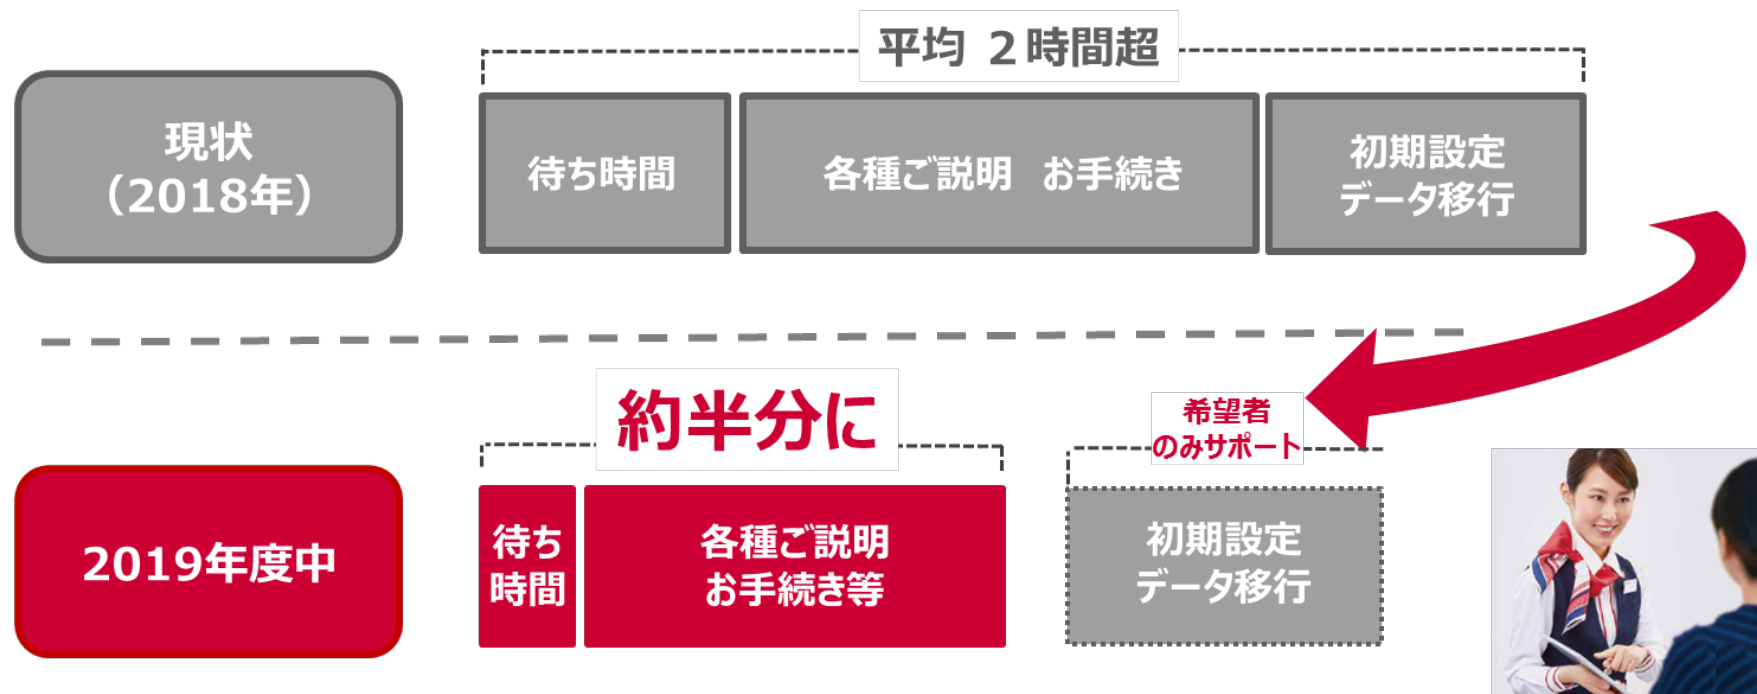 平均 2時間超
現状
（2018年）
待ち時間
各種ご説明　お手続き
初期設定
データ移行
約半分に
希望者
のみサポート
2019年度中
待ち
時間
各種ご説明
お手続き等
初期設定
データ移行